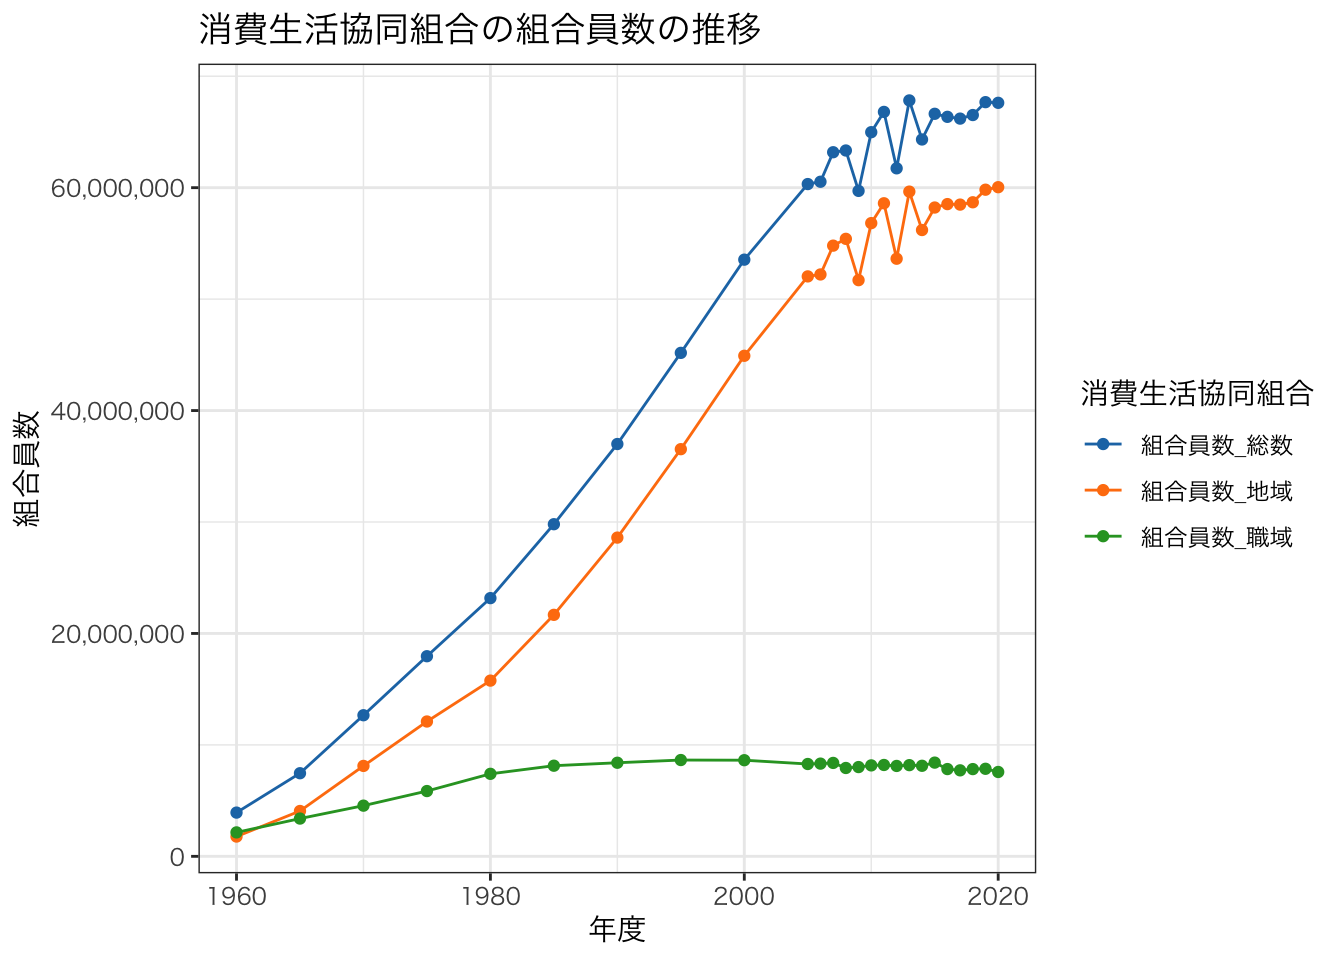 消費生活協同組合の組合員数の推移
60,000,000
40,000,000
20,000,000
0
組合員数
1960
1980
2000
2020
年度
消費生活協同組合
組合員数_総数
組合員数_地域
組合員数_職域